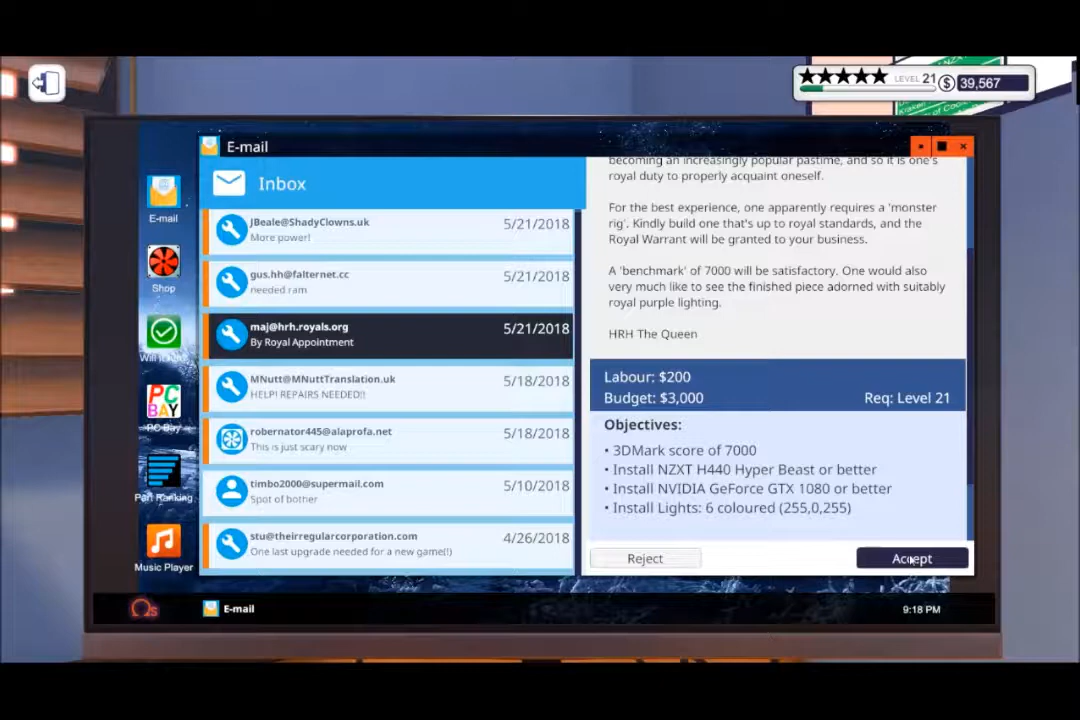 LEVEL 21
$ 39,567
E-mail
Inbox
E-mail
Shop
PC BAY
PC Bay
Part Ranking
Music Player
JBeale@ShadyClowns.uk 5/21/2018
More power!
gus.hh@falternet.cc 5/21/2018
needed ram
maj@hrh.royals.org 5/21/2018
By Royal Appointment
MNutt@MNuttTranslation.uk 5/18/2018
HELP! REPAIRS NEEDED!!
robernator445@alaprofa.net 5/18/2018
This is just scary now
timbo2000@supermail.com 5/10/2018
Spot of bother
stu@theirregularcorporation.com 4/26/2018
One last upgrade needed for a new game(!)
becoming an increasingly popular pastime, and so it is one's
royal duty to properly acquaint oneself.
For the best experience, one apparently requires a 'monster
rig'. Kindly build one that's up to royal standards, and the
Royal Warrant will be granted to your business.
A 'benchmark' of 7000 will be satisfactory. One would also
very much like to see the finished piece adorned with suitably
royal purple lighting.
HRH The Queen
Labour: $200
Budget: $3,000 Req: Level 21
Objectives:
• 3DMark score of 7000
• Install NZXT H440 Hyper Beast or better
• Install NVIDIA GeForce GTX 1080 or better
• Install Lights: 6 coloured (255,0,255)
Reject Accept
Ωs E-mail 9:18 PM